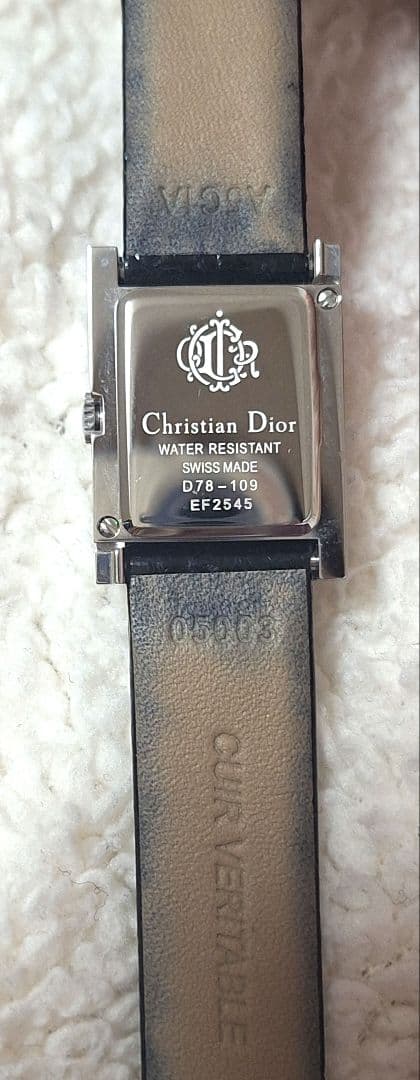 Christian Dior
WATER RESISTANT
SWISS MADE
D78-109
EF2545
CUIR VERITABLE